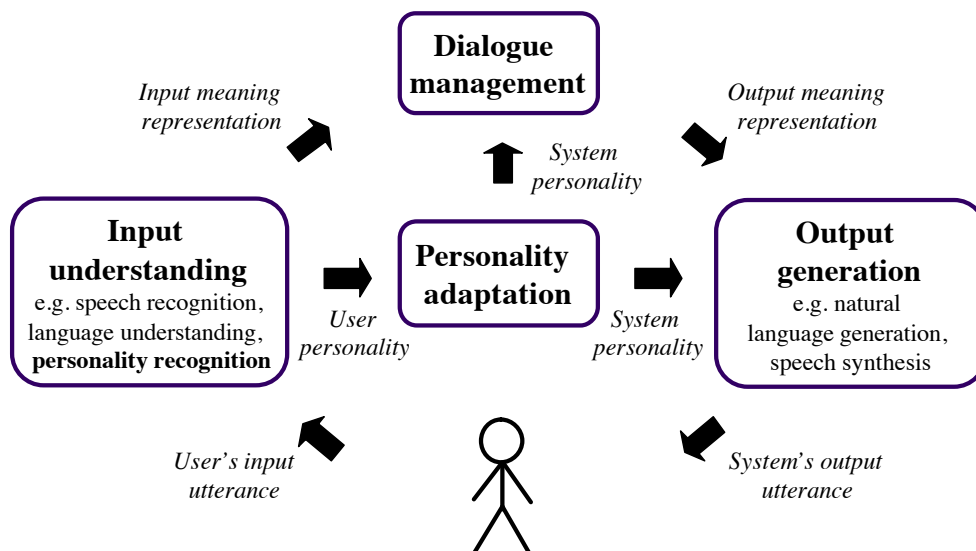 Dialogue
management
Input meaning
representation
Output meaning
representation
System
personality
Input
understanding
e.g. speech recognition,
language understanding,
personality recognition
Personality
adaptation
Output
generation
e.g. natural
language generation,
speech synthesis
User
personality
System
personality
User's input
utterance
System's output
utterance